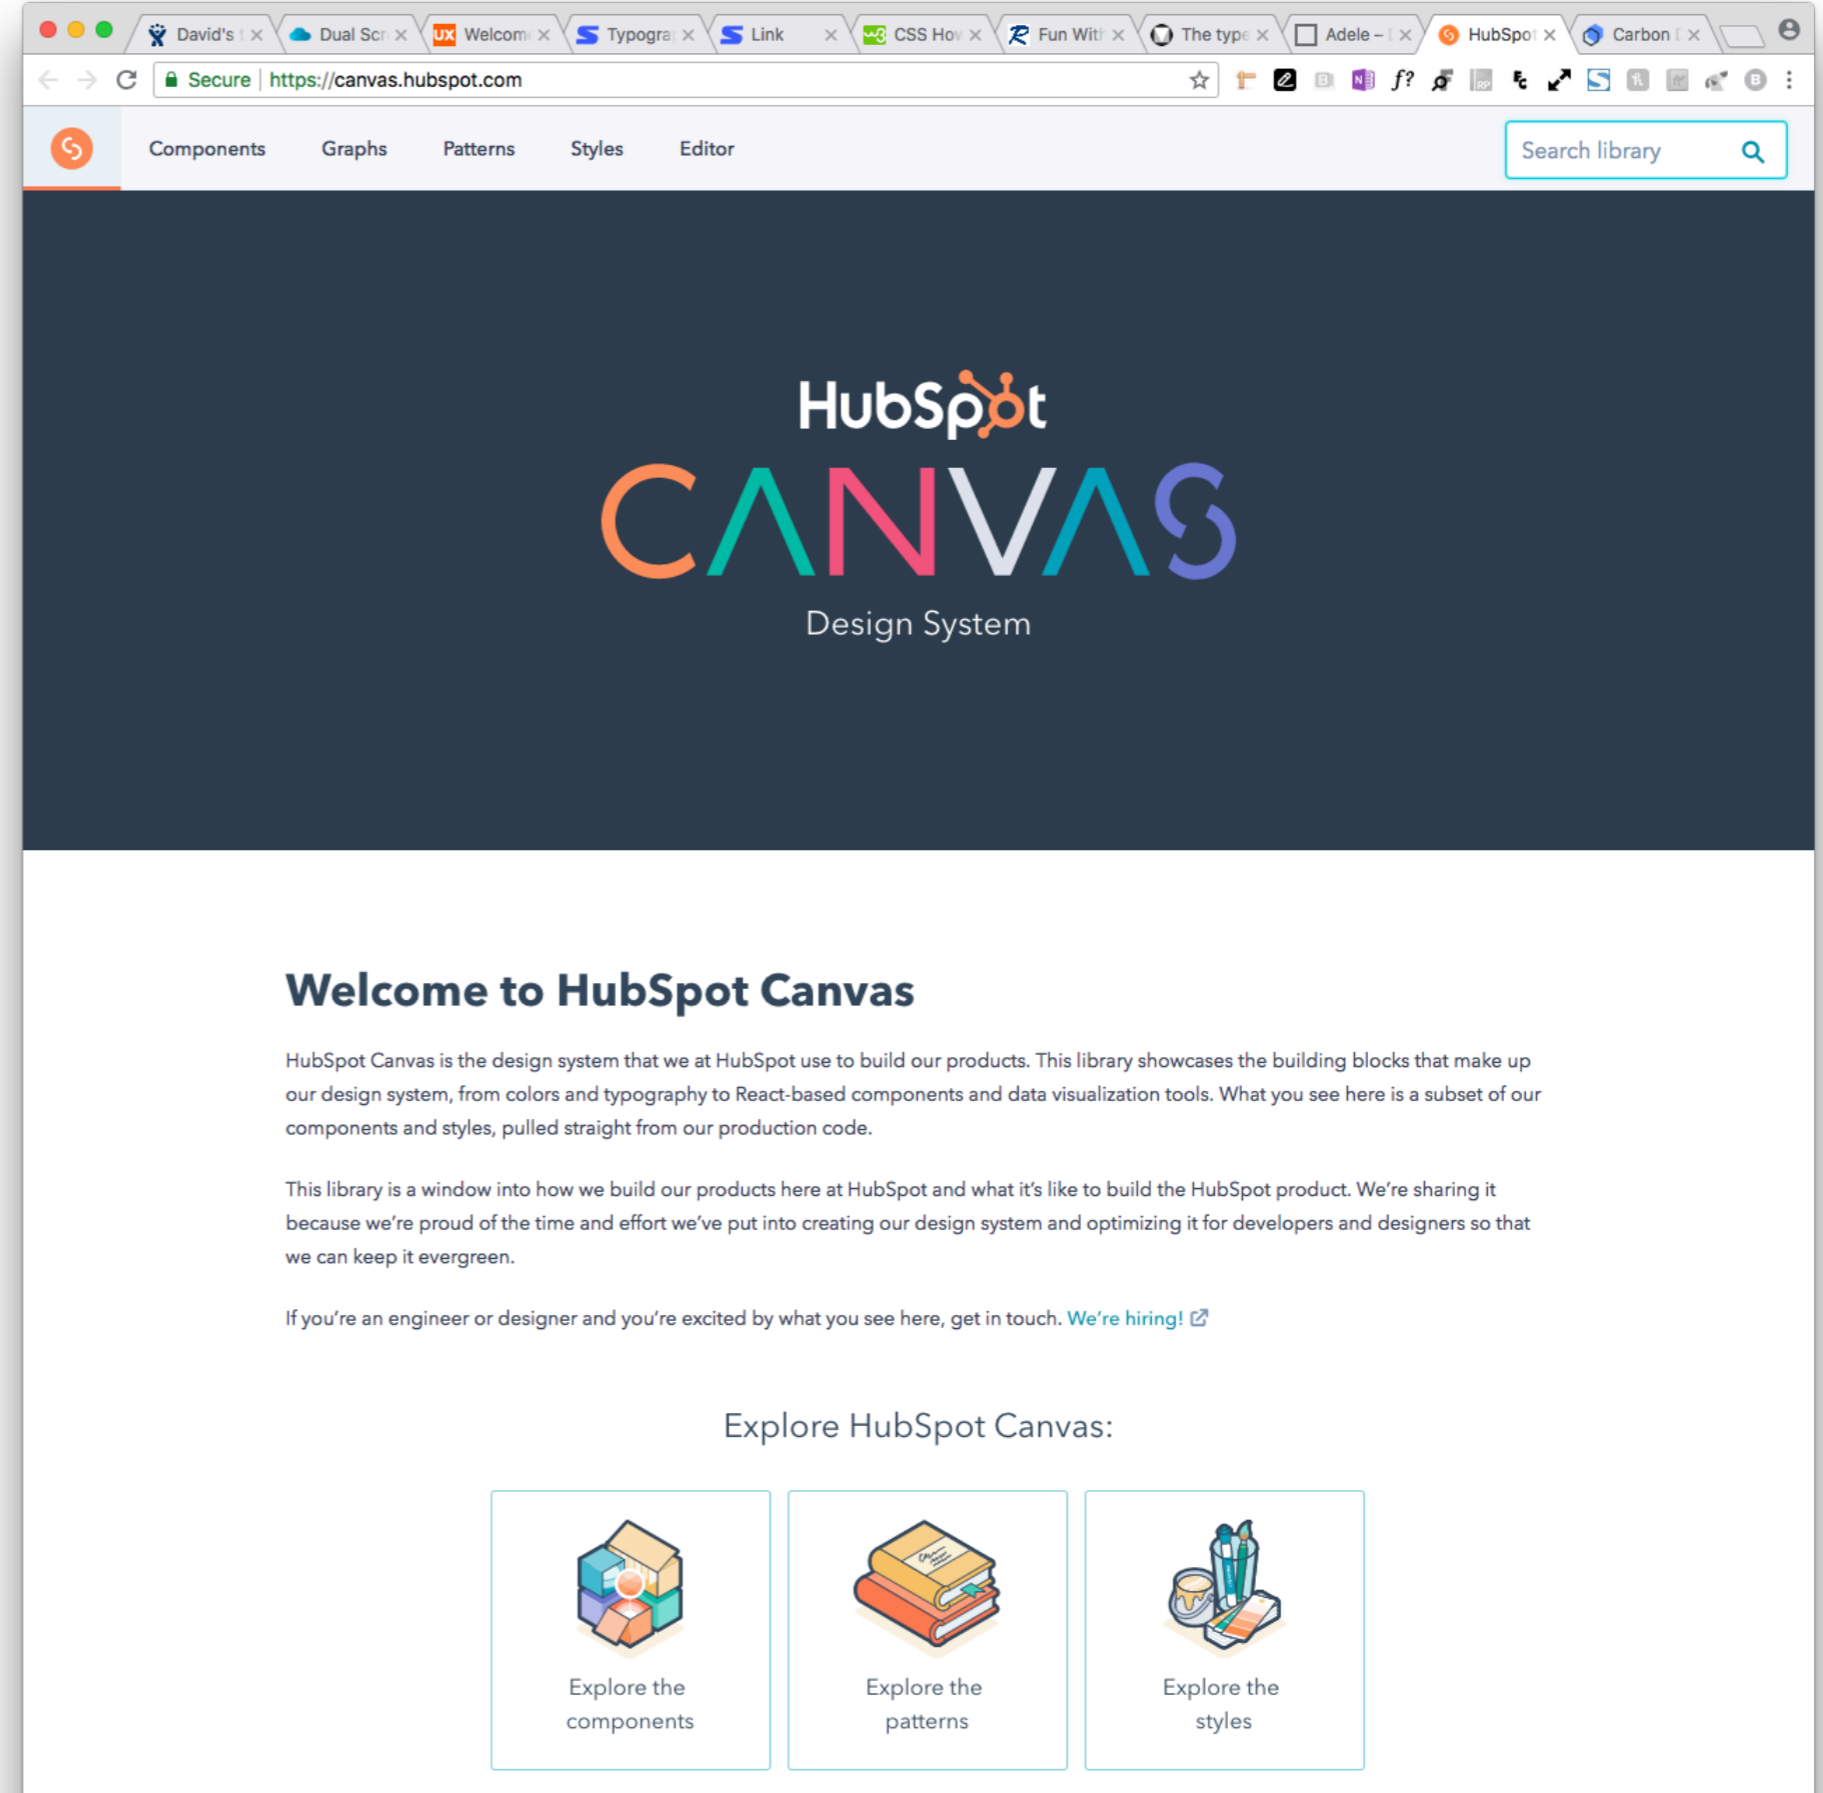 David's
Dual Scr
UX Welcom
Typogra
Link
CSS How
Fun With
The type
Adele –
HubSpot
Carbon
Secure | https://canvas.hubspot.com
Components Graphs Patterns Styles Editor
Search library
HubSpot
CANVAS
Design System
Welcome to HubSpot Canvas
HubSpot Canvas is the design system that we at HubSpot use to build our products. This library showcases the building blocks that make up
our design system, from colors and typography to React-based components and data visualization tools. What you see here is a subset of our
components and styles, pulled straight from our production code.
This library is a window into how we build our products here at HubSpot and what it's like to build the HubSpot product. We're sharing it
because we're proud of the time and effort we've put into creating our design system and optimizing it for developers and designers so that
we can keep it evergreen.
If you're an engineer or designer and you're excited by what you see here, get in touch. We're hiring!
Explore HubSpot Canvas:
Explore the
components
Explore the
patterns
Explore the
styles